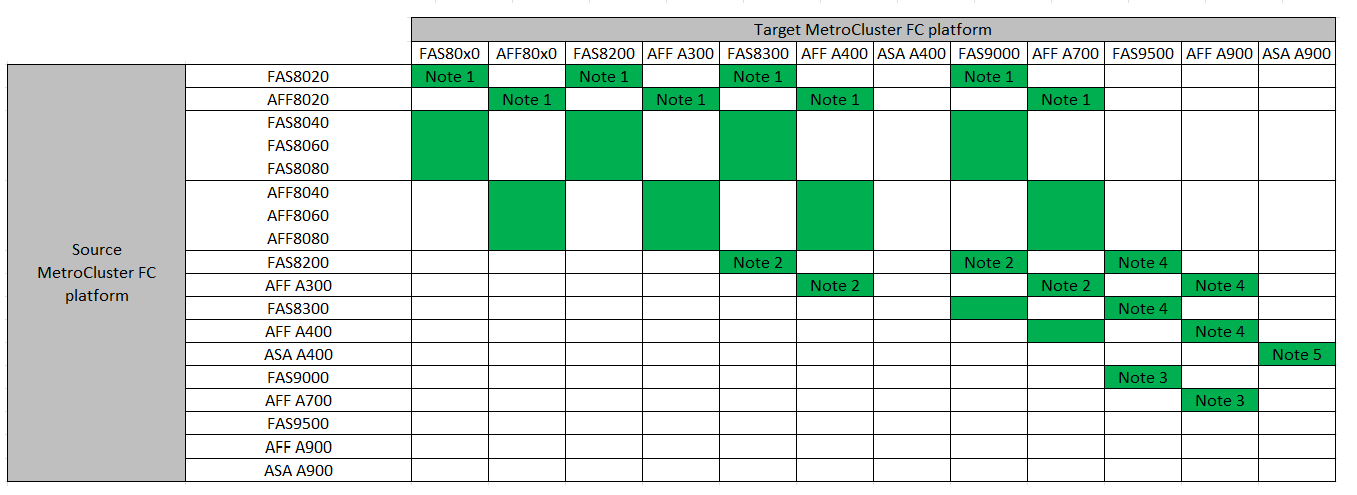 Target MetroCluster FC platform
FAS80x0 AFF80x0 FAS8200 AFF A300 FAS8300 AFF A400 ASA A400 FAS9000 AFF A700 FAS9500 AFF A900 ASA A900
Source
MetroCluster FC
platform
FAS8020 Note 1 Note 1 Note 1 Note 1
AFF8020 Note 1 Note 1 Note 1 Note 1
FAS8040
FAS8060
FAS8080
AFF8040
AFF8060
AFF8080
FAS8200 Note 2 Note 2 Note 4
AFF A300 Note 2 Note 2 Note 4
FAS8300 Note 4
AFF A400 Note 4
ASA A400 Note 5
FAS9000 Note 3
AFF A700 Note 3
FAS9500
AFF A900
ASA A900